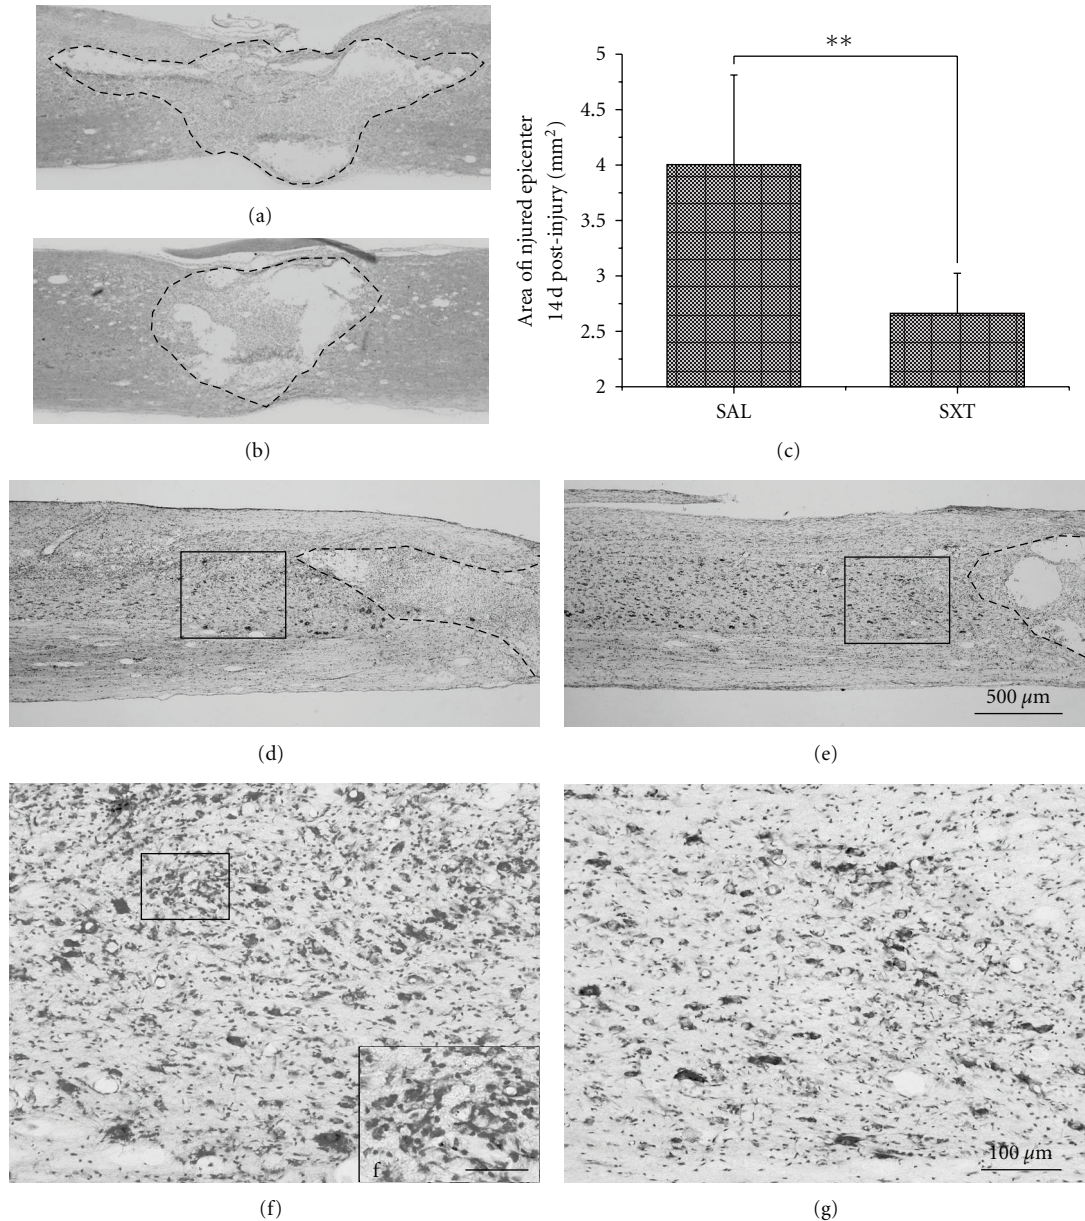 (a)
(b)
Area of injured epicenter
14 d post-injury (mm²)
**
5
4.5
4
3.5
3
2.5
2
SAL
SXT
(c)
(d)
500 µm
(e)
f
(f)
100 µm
(g)